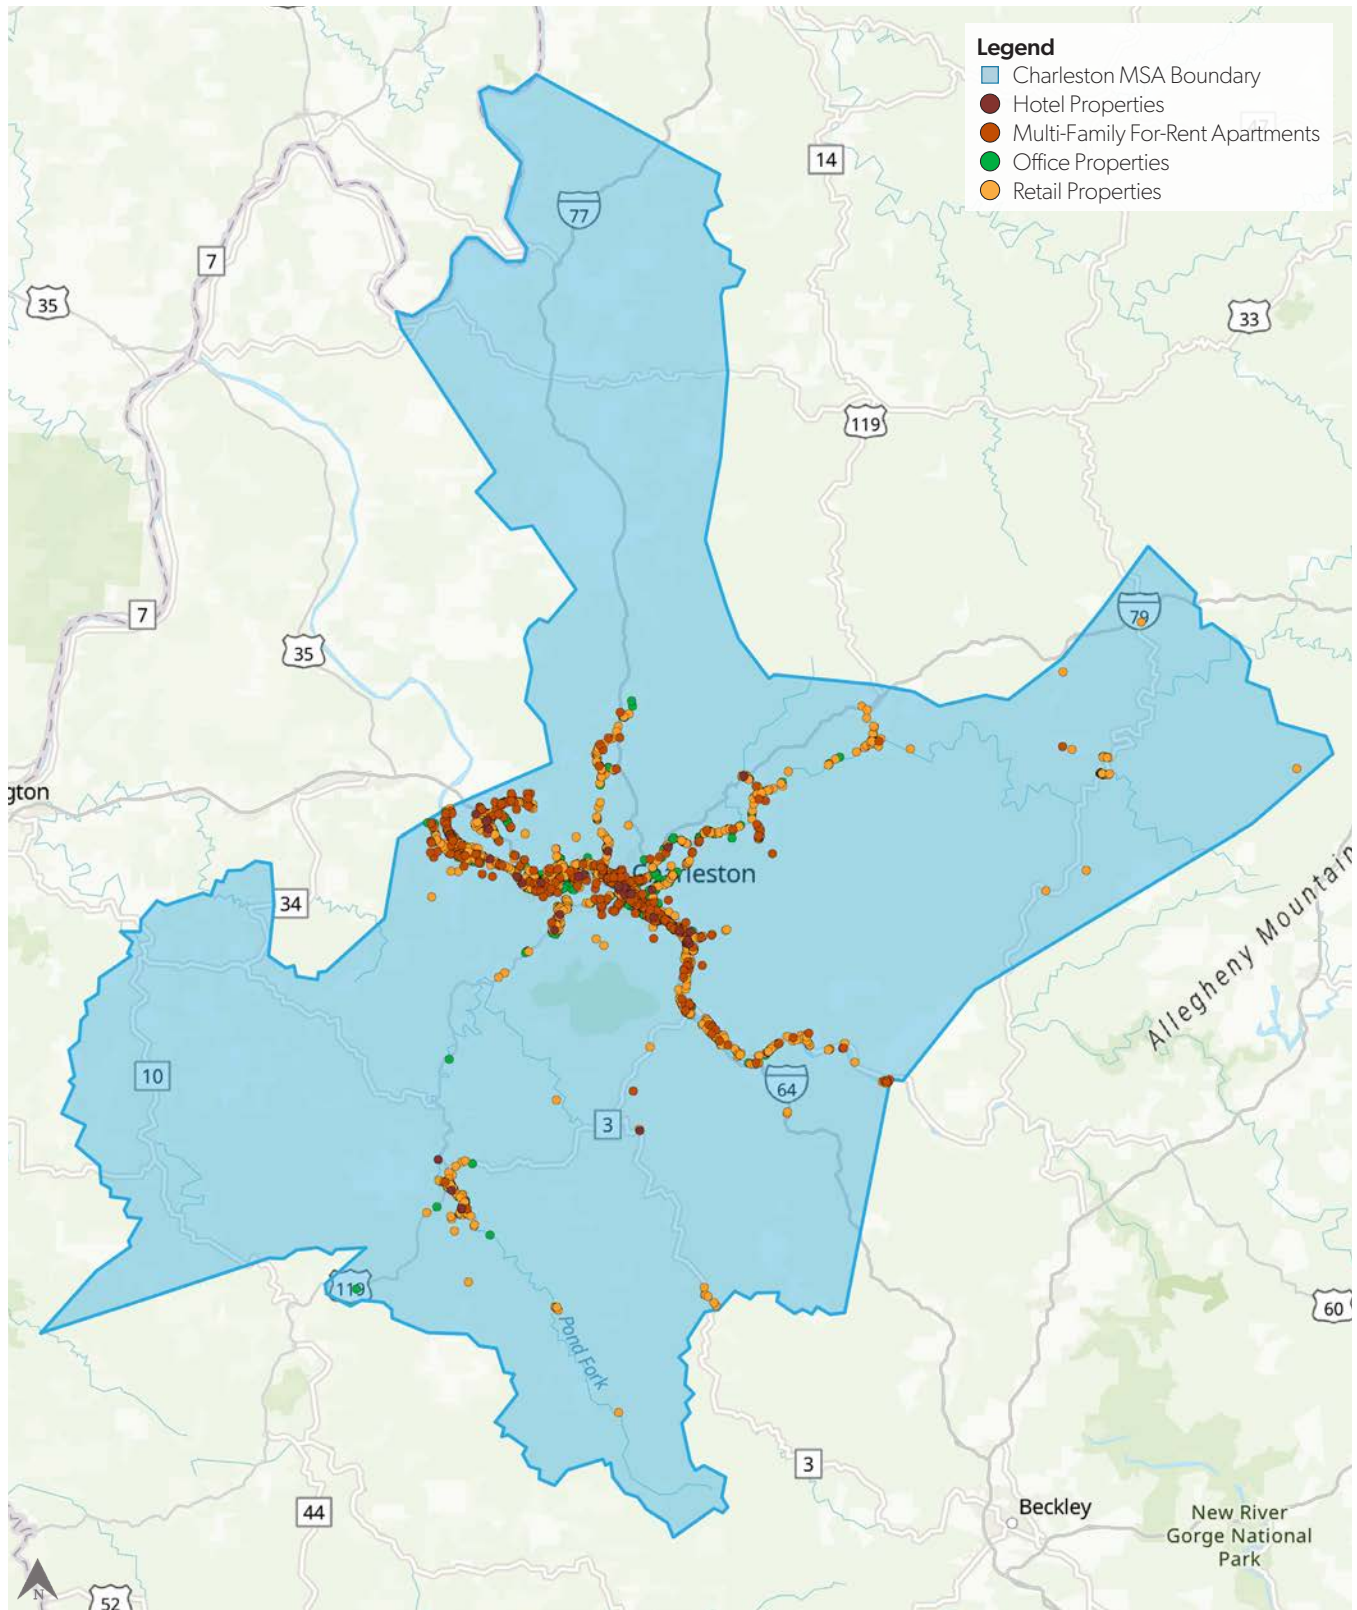 Legend
Charleston MSA Boundary
Hotel Properties
Multi-Family For-Rent Apartments
Office Properties
Retail Properties
14
77
7
35
33
119
7
79
35
gton
Charleston
34
Allegheny Mountain
10
64
3
119
60
Pond Fork
3
44
Beckley
New River
Gorge National
Park
N
52